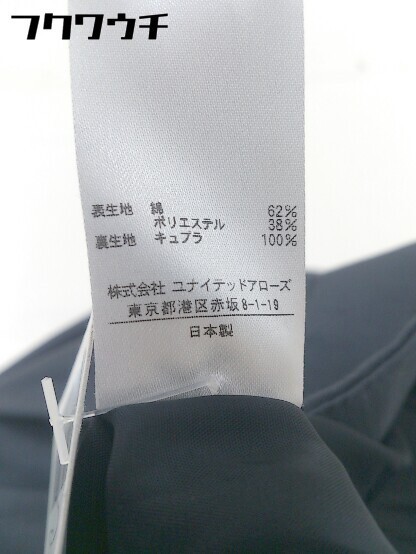 フクワウチ
表生地 綿 62%
ポリエステル 38%
裏生地 キュプラ 100%
株式会社 ユナイテッドアローズ
東京都港区赤坂8-1-19
日本製